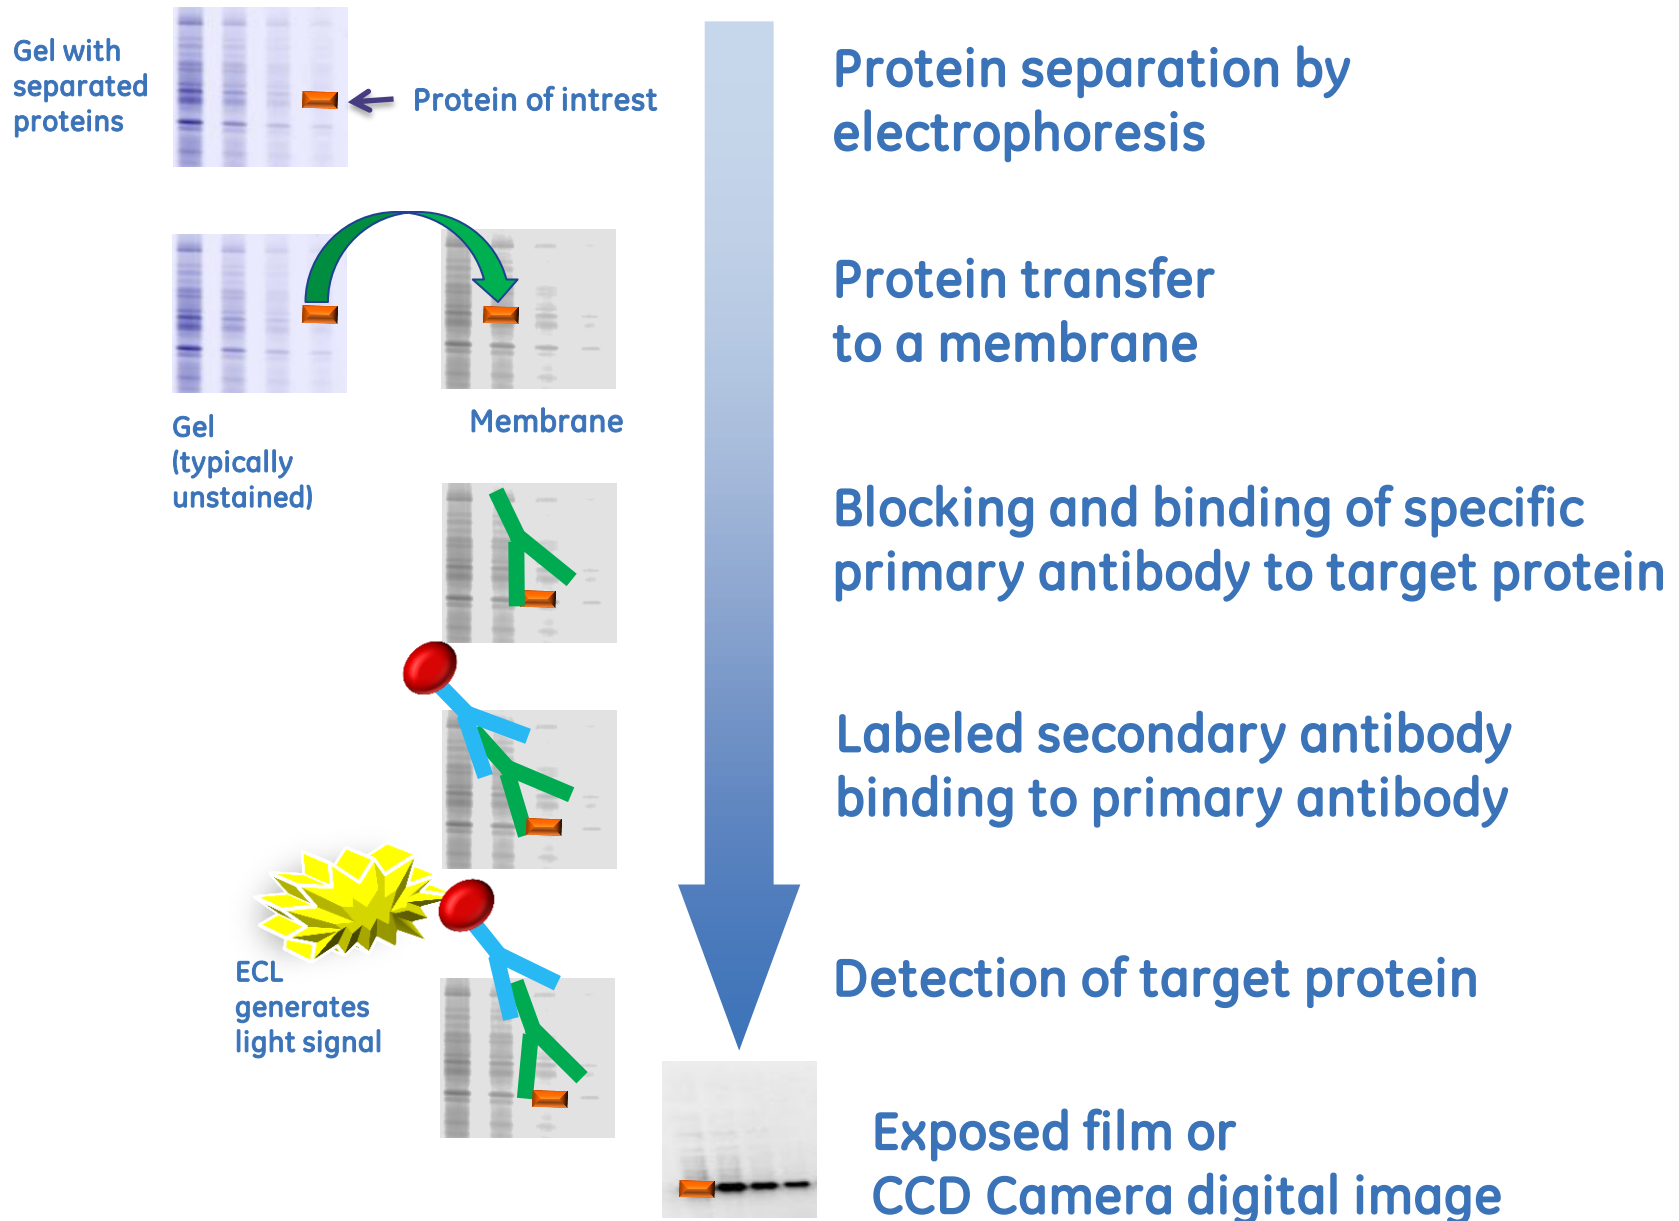 Gel with
separated
proteins
Protein of intrest
Protein separation by
electrophoresis
Protein transfer
to a membrane
Gel
(typically
unstained)
Membrane
Blocking and binding of specific
primary antibody to target protein
Labeled secondary antibody
binding to primary antibody
ECL
generates
light signal
Detection of target protein
Exposed film or
CCD Camera digital image